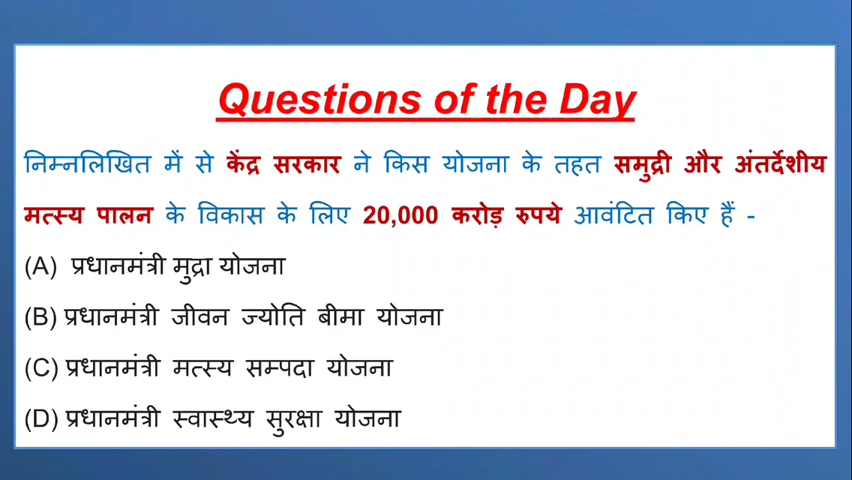 Questions of the Day
निम्नलिखित में से केंद्र सरकार ने किस योजना के तहत समुद्री और अंतर्देशीय
मत्स्य पालन के विकास के लिए 20,000 करोड़ रुपये आवंटित किए हैं -
(A) प्रधानमंत्री मुद्रा योजना
(B) प्रधानमंत्री जीवन ज्योति बीमा योजना
(C) प्रधानमंत्री मत्स्य सम्पदा योजना
(D) प्रधानमंत्री स्वास्थ्य सुरक्षा योजना